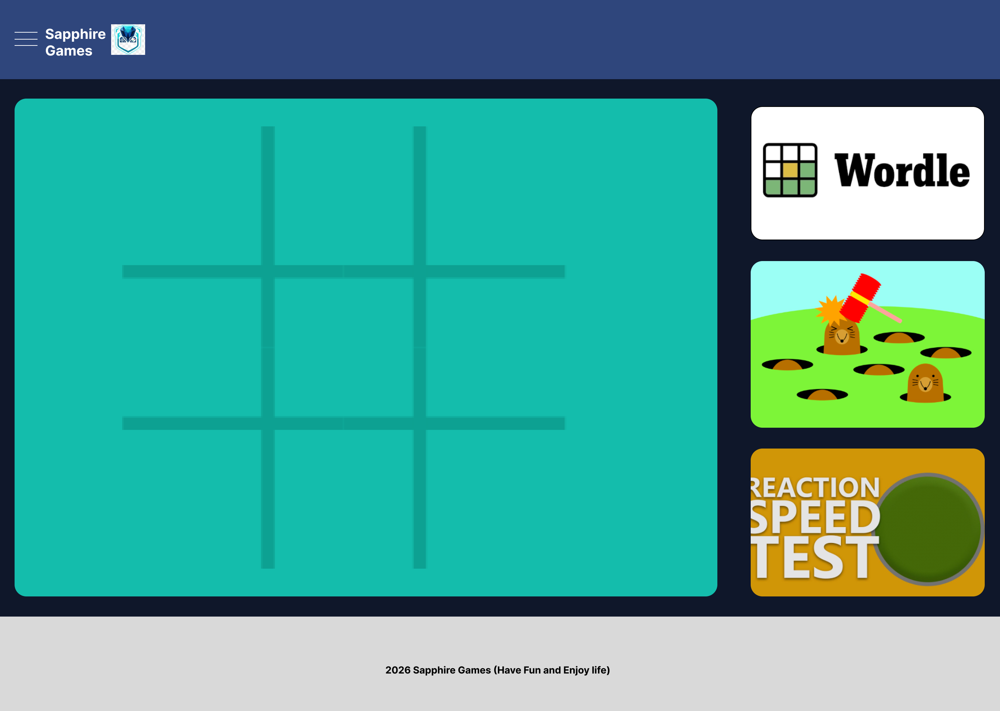 Sapphire
Games
Wordle
REACTION
SPEED
TEST
2026 Sapphire Games (Have Fun and Enjoy life)